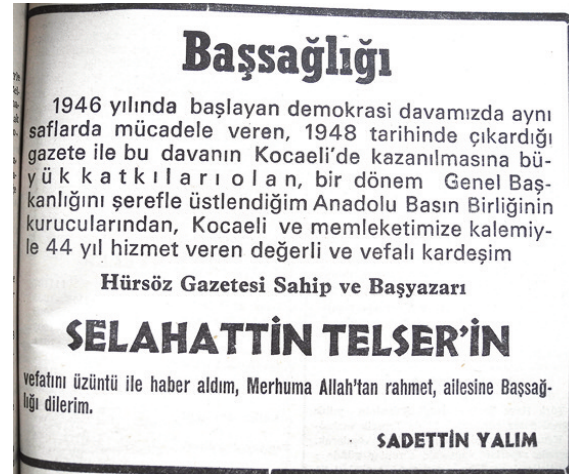 Başsağlığı
1946 yılında başlayan demokrasi davamızda aynı
saflarda mücadele veren, 1948 tarihinde çıkardığı
gazete ile bu davanın Kocaeli'de kazanılmasına bü-
yük katkıları olan, bir dönem Genel Baş-
kanlığını şerefle üstlendiğim Anadolu Basın Birliğinin
kurucularından, Kocaeli ve memleketimize kalemiy-
le 44 yıl hizmet veren değerli ve vefalı kardeşim
Hürsöz Gazetesi Sahip ve Başyazarı
SELAHATTİN TELSER'İN
vefatını üzüntü ile haber aldım, Merhuma Allah'tan rahmet, ailesine Başsağ-
lığı dilerim.
SADETTİN YALIM